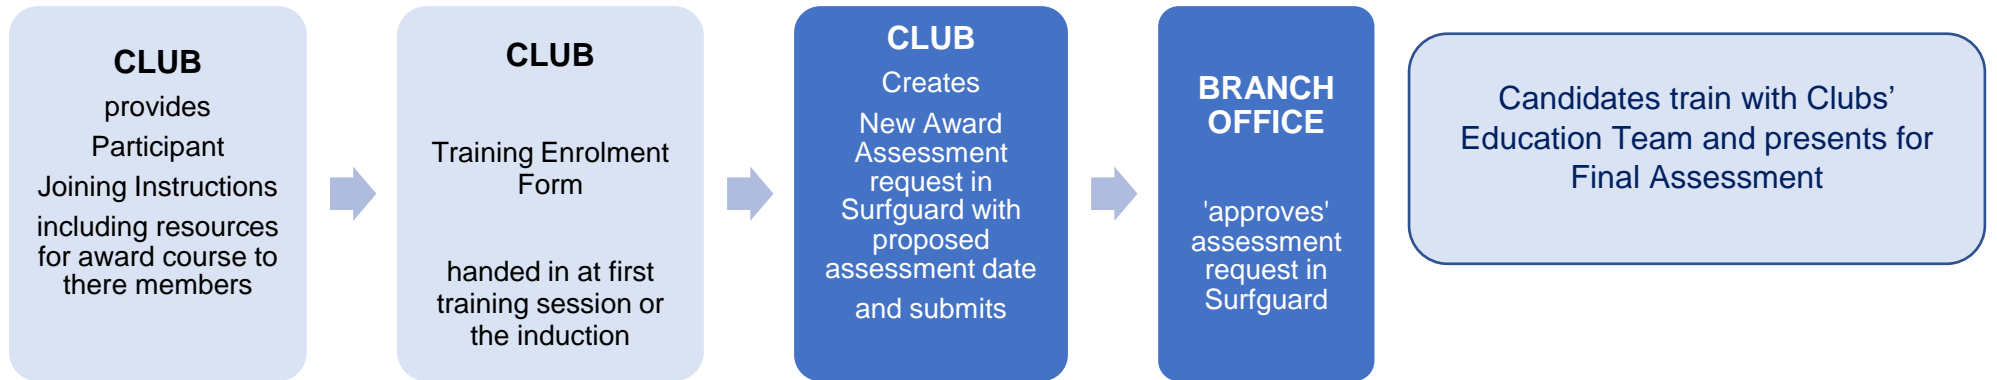 CLUB
provides
Participant
Joining Instructions
including resources
for award course to
there members
CLUB
Training Enrolment
Form
handed in at first
training session or
the induction
CLUB
Creates
New Award
Assessment
request in
Surfguard with
proposed
assessment date
and submits
BRANCH
OFFICE
'approves'
assessment
request in
Surfguard
Candidates train with Clubs’
Education Team and presents for
Final Assessment